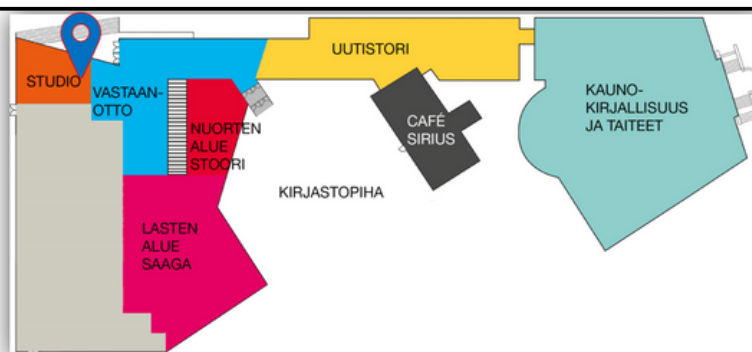 STUDIO
VASTAAN-
OTTO
NUORTEN
ALUE
STOORI
LASTEN
ALUE
SAAGA
UUTISTORI
CAFÉ
SIRIUS
KIRJASTOPIHA
KAUNO-
KIRJALLISUUS
JA TAITEET